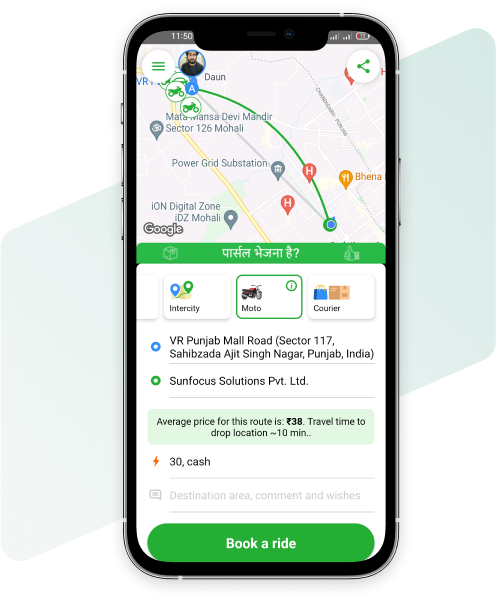 11:50
VR
Daun
A
Mata Mansa Devi Mandir
Sector 126 Mohali
CHANDIGARH
PUNJAB
Power Grid Substation
H
Bhena
H
iON Digital Zone
iDZ Mohali
Google
पार्सल भेजना है?
Intercity
Moto
i
Courier
VR Punjab Mall Road (Sector 117,
Sahibzada Ajit Singh Nagar, Punjab, India)
Sunfocus Solutions Pvt. Ltd.
Average price for this route is: ₹38. Travel time to
drop location ~10 min..
30, cash
Destination area, comment and wishes
Book a ride